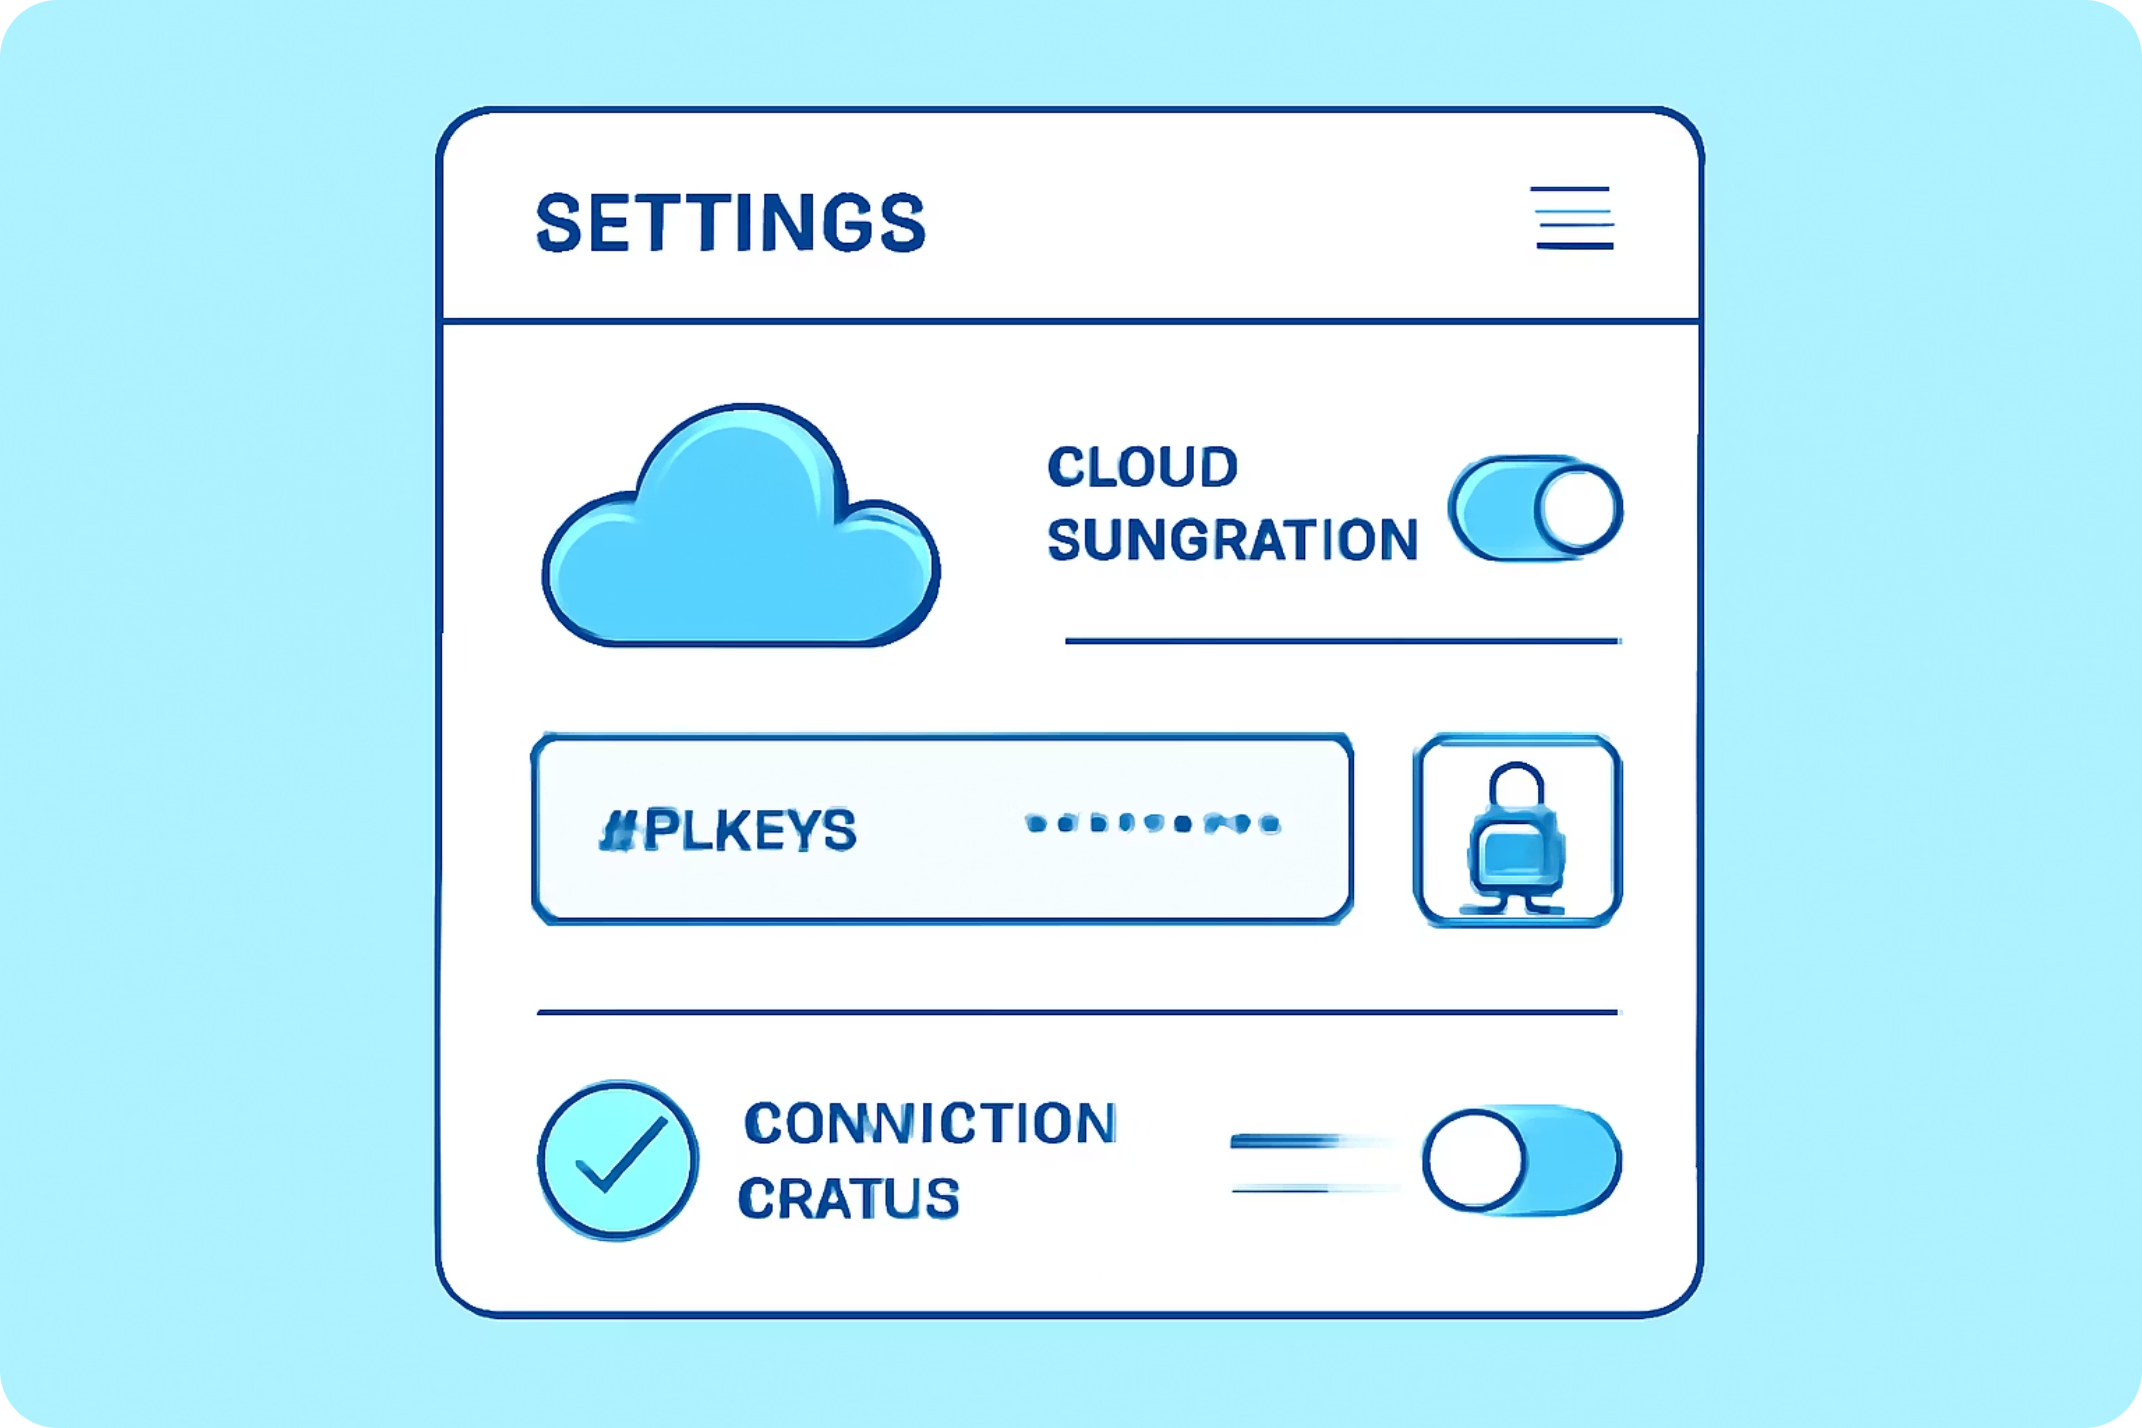 SETTINGS
CLOUD
SUNGRATION
#PLKEYS
CONNICTION
CRATUS